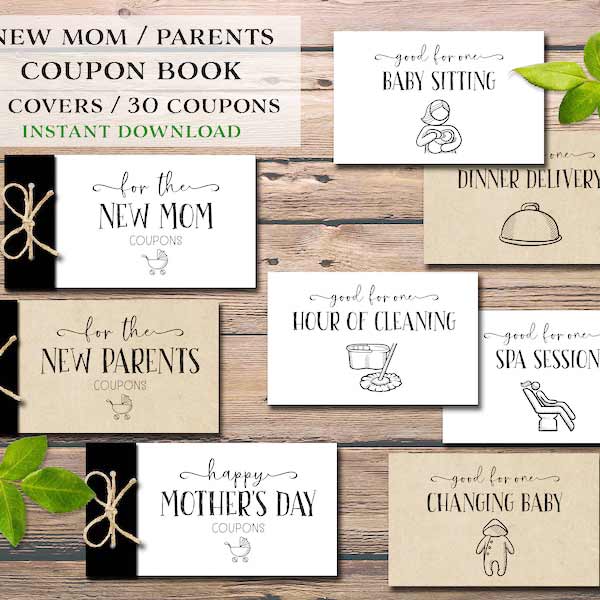 NEW MOM / PARENTS
COUPON BOOK
COVERS / 30 COUPONS
INSTANT DOWNLOAD
good for one
BABY SITTING
for one
DINNER DELIVERY
for the
NEW MOM
COUPONS
good for one
HOUR OF CLEANING
for the
NEW PARENTS
COUPONS
good for one
SPA SESSION
happy
MOTHER'S DAY
COUPONS
good for one
CHANGING BABY